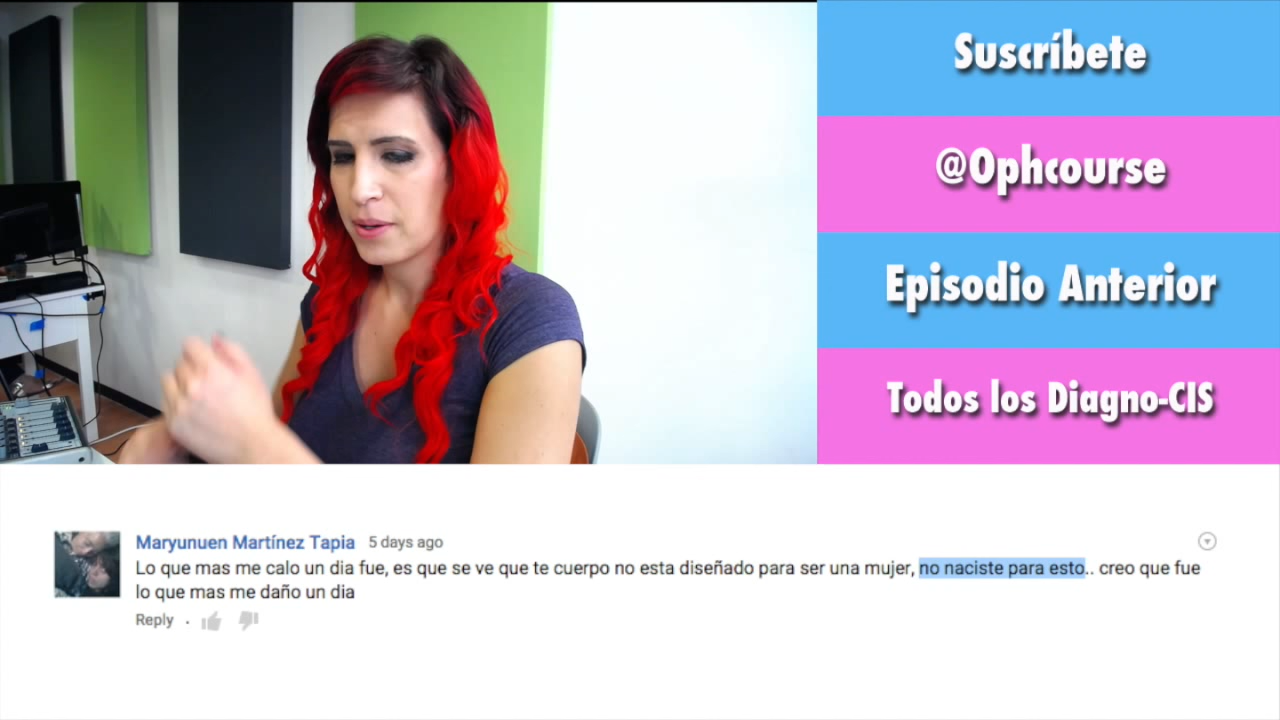 Suscríbete
@Ophcourse
Episodio Anterior
Todos los Diagno-CIS
Maryunuen Martínez Tapia 5 days ago
Lo que mas me calo un dia fue, es que se ve que te cuerpo no esta diseñado para ser una mujer, no naciste para esto.. creo que fue
lo que mas me daño un dia
Reply .